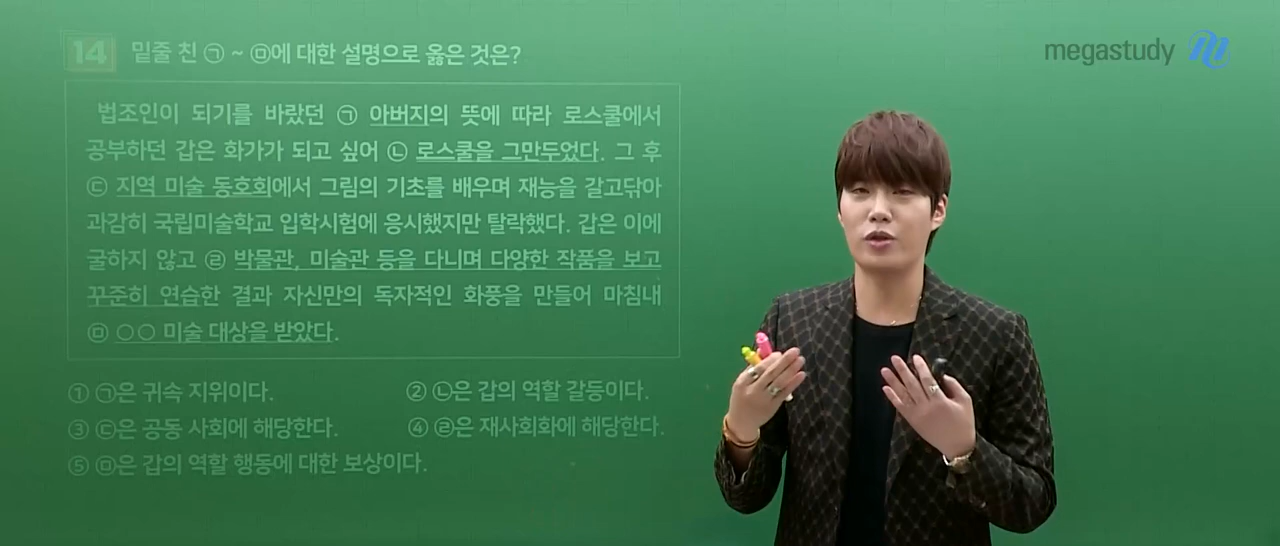 14 밑줄 친 ㉠ ~ ㉤에 대한 설명으로 옳은 것은?
megastudy
법조인이 되기를 바랐던 ㉠ 아버지의 뜻에 따라 로스쿨에서
공부하던 갑은 화가가 되고 싶어 ㉡ 로스쿨을 그만두었다. 그 후
㉢ 지역 미술 동호회에서 그림의 기초를 배우며 재능을 갈고닦아
과감히 국립미술학교 입학시험에 응시했지만 탈락했다. 갑은 이에
굴하지 않고 ㉣ 박물관, 미술관 등을 다니며 다양한 작품을 보고
꾸준히 연습한 결과 자신만의 독자적인 화풍을 만들어 마침내
㉤ ○○ 미술 대상을 받았다.
① ㉠은 귀속 지위이다. ② ㉡은 갑의 역할 갈등이다.
③ ㉢은 공동 사회에 해당한다. ④ ㉣은 재사회화에 해당한다.
⑤ ㉤은 갑의 역할 행동에 대한 보상이다.